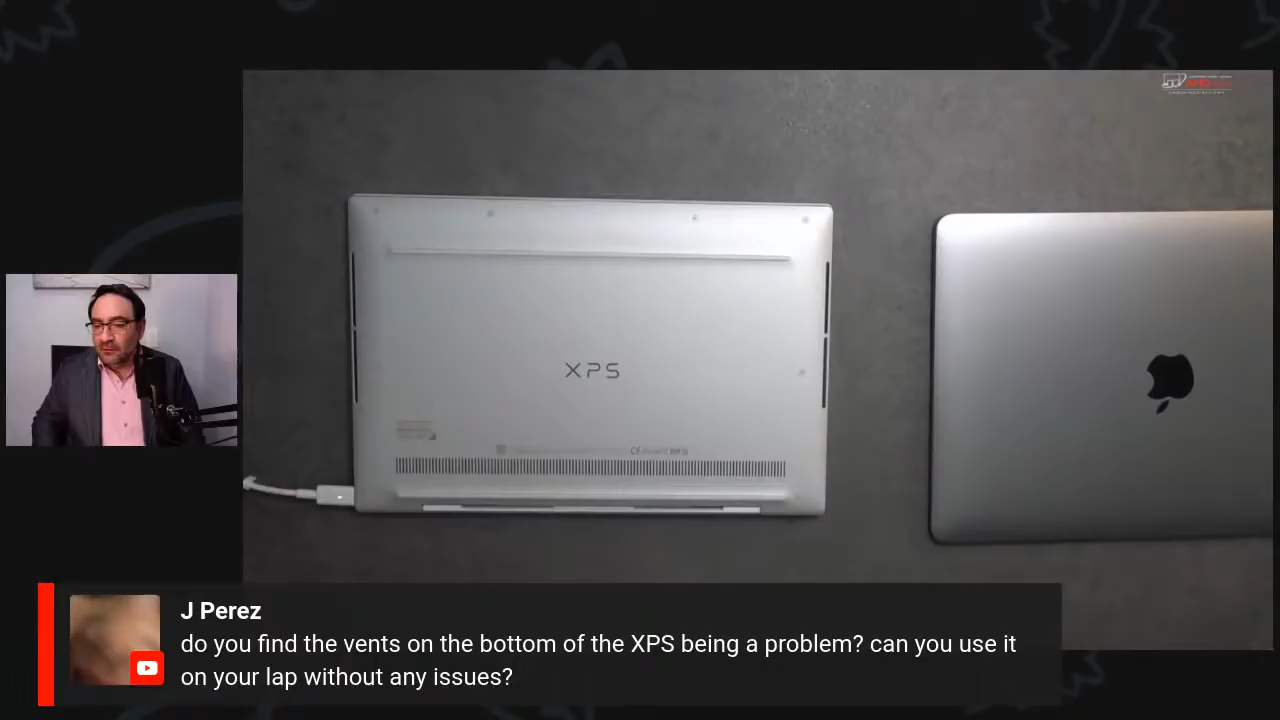 XPS
CE
J Perez
do you find the vents on the bottom of the XPS being a problem? can you use it
on your lap without any issues?